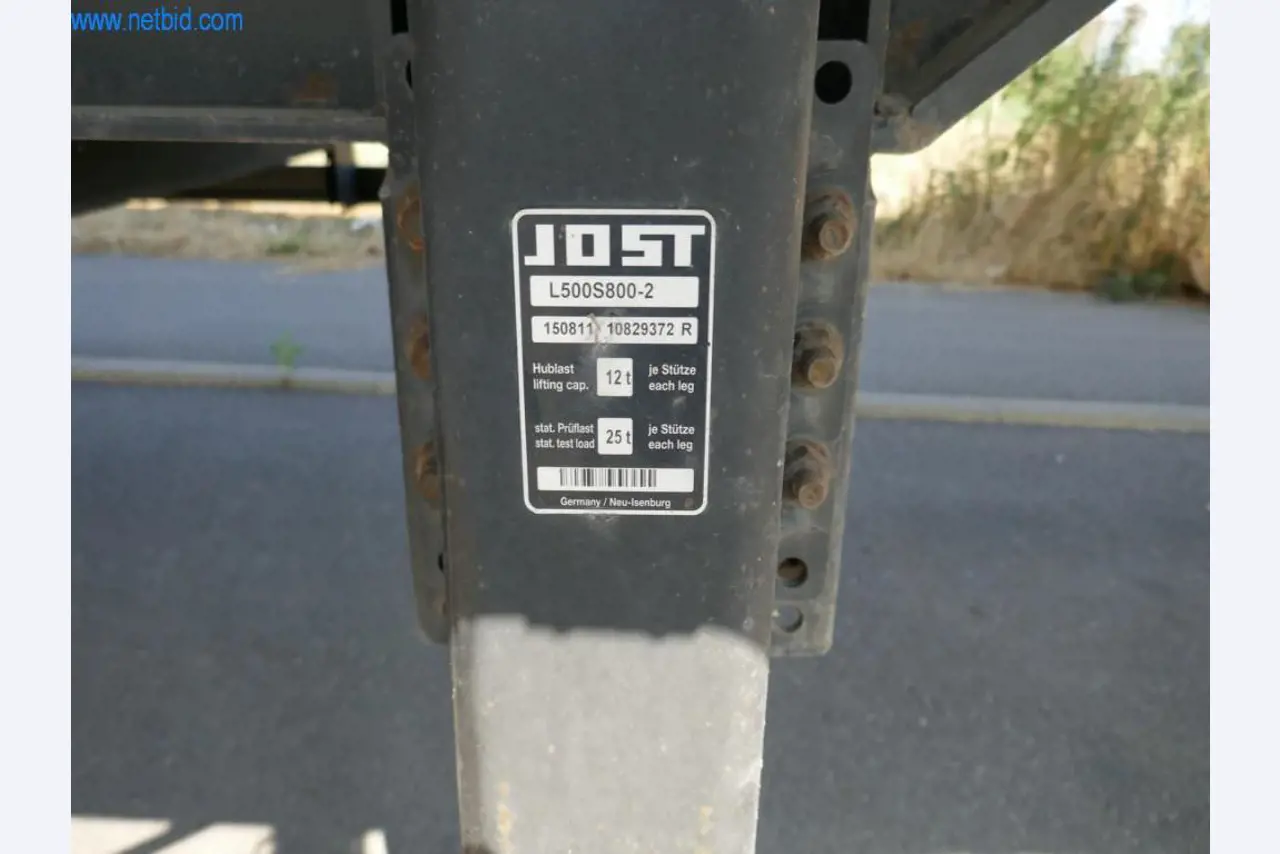 www.netbid.com
JOST
L500S800-2
150811 10829372 R
Hublast
lifting cap.
12 t
je Stütze
each leg
stat. Prüflast
stat. test load
25 t
je Stütze
each leg
Germany / Neu-Isenburg